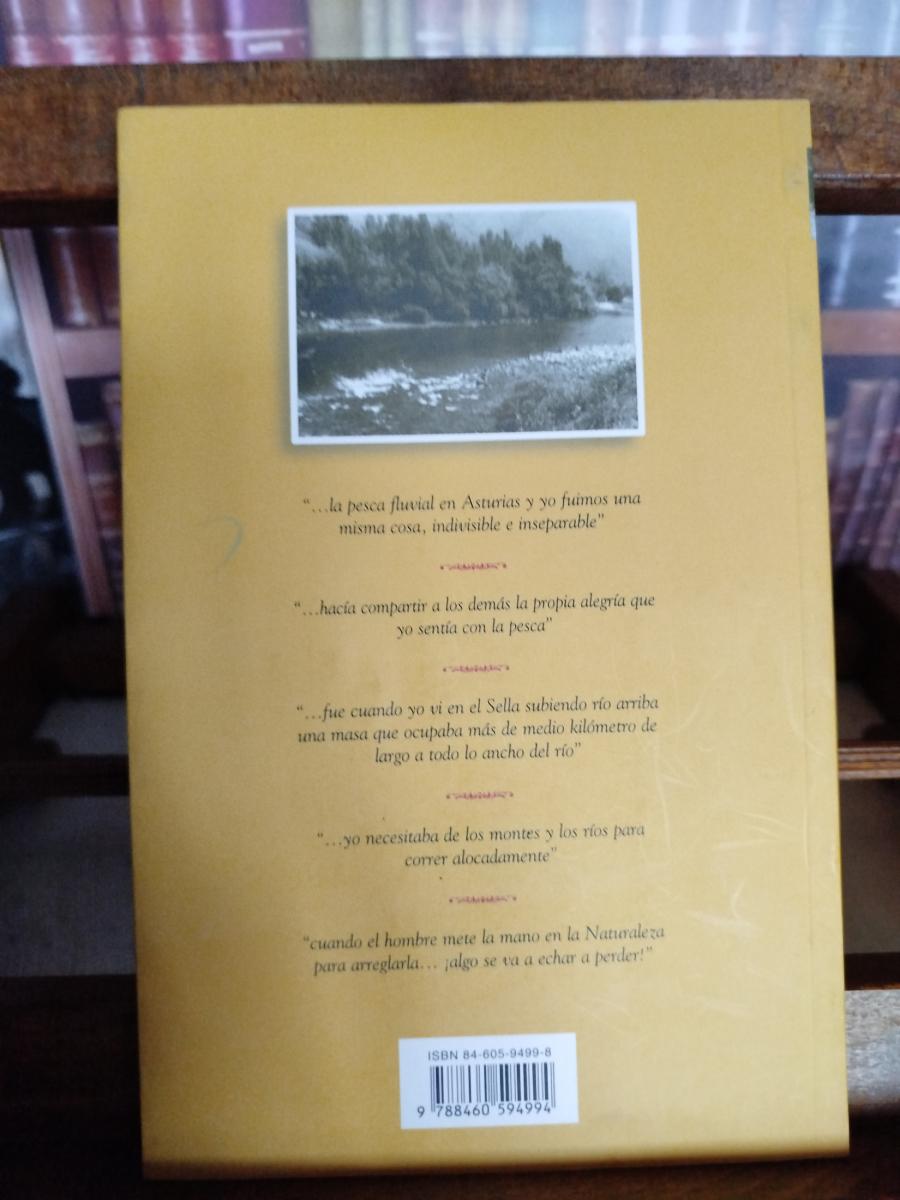 “…la pesca fluvial en Asturias y yo fuimos una
misma cosa, indivisible e inseparable”
“…hacía compartir a los demás la propia alegría que
yo sentía con la pesca”
“…fue cuando yo vi en el Sella subiendo río arriba
una masa que ocupaba más de medio kilómetro de
largo a todo lo ancho del río”
“…yo necesitaba de los montes y los ríos para
correr alocadamente”
“cuando el hombre mete la mano en la Naturaleza
para arreglarla… ¡algo se va a echar a perder!”
ISBN 84-605-9499-8
9 788460 594994